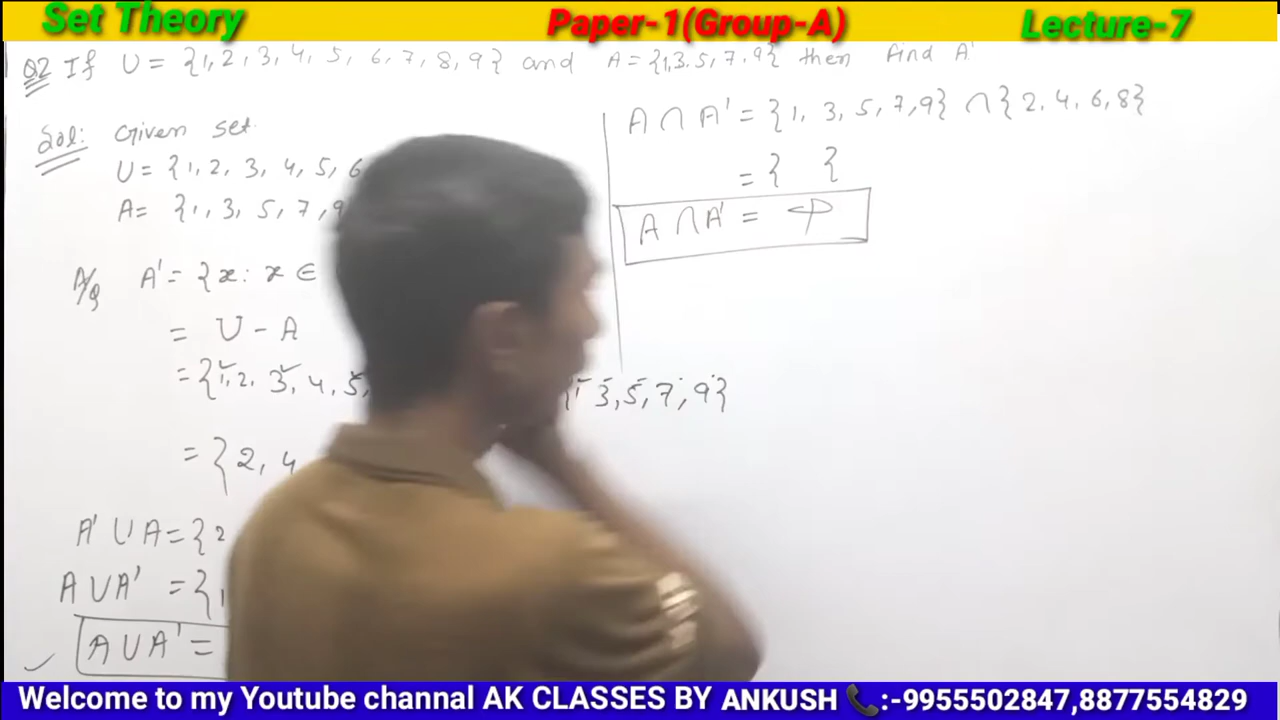 Set Theory
Paper-1(Group-A)
Lecture-7
Q2 If U = {1, 2, 3, 4, 5, 6, 7, 8, 9} and A = {1,3,5,7,9} then find A'
Sol: Given set
U = {1, 2, 3, 4, 5, 6
A = {1, 3, 5, 7, 9
A/Q A' = {x : x ∈
= U - A
= {1, 2, 3, 4, 5, {1 3, 5, 7, 9}
= {2, 4
A' ∪ A = {2
A ∪ A' = {1
A ∪ A' =
A ∩ A' = {1, 3, 5, 7, 9} ∩ {2, 4, 6, 8}
= { {
A ∩ A' = ϕ
Welcome to my Youtube channal AK CLASSES BY ANKUSH 📞:-9955502847,8877554829